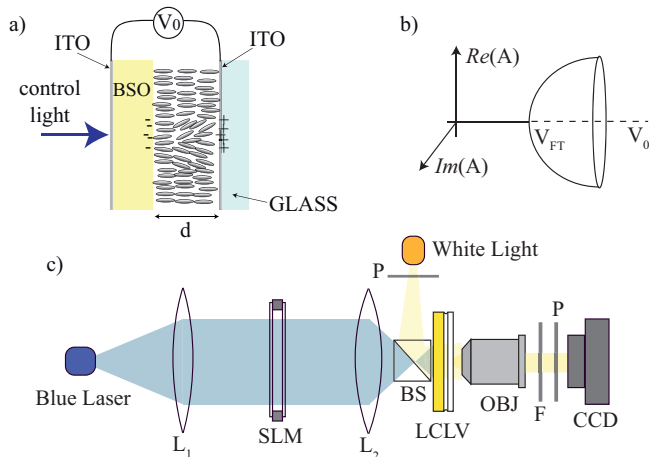 a)
V₀
ITO
ITO
BSO
control
light
GLASS
d
b)
Re(A)
V_FT
V₀
Im(A)
c)
White Light
P
P
BS
OBJ
F
Blue Laser
SLM
LCLV
CCD
L₁
L₂